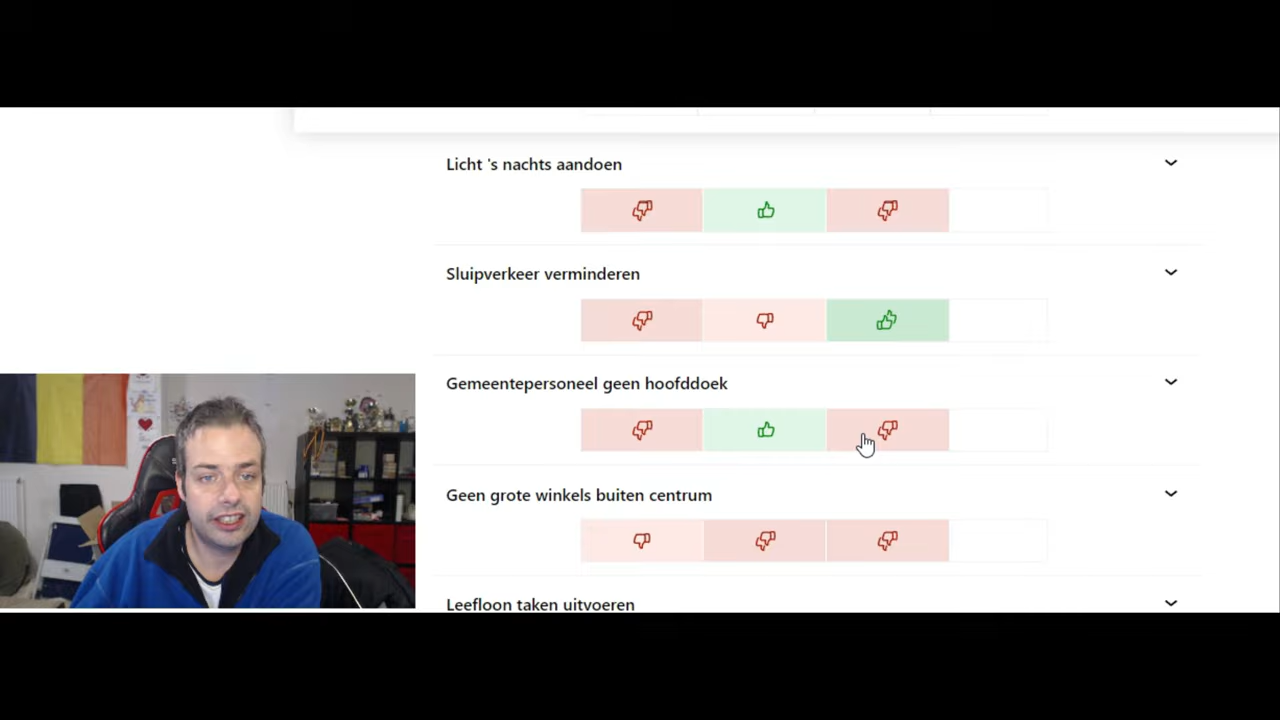 Licht 's nachts aandoen
Sluipverkeer verminderen
Gemeentepersoneel geen hoofddoek
Geen grote winkels buiten centrum
Leefloon taken uitvoeren